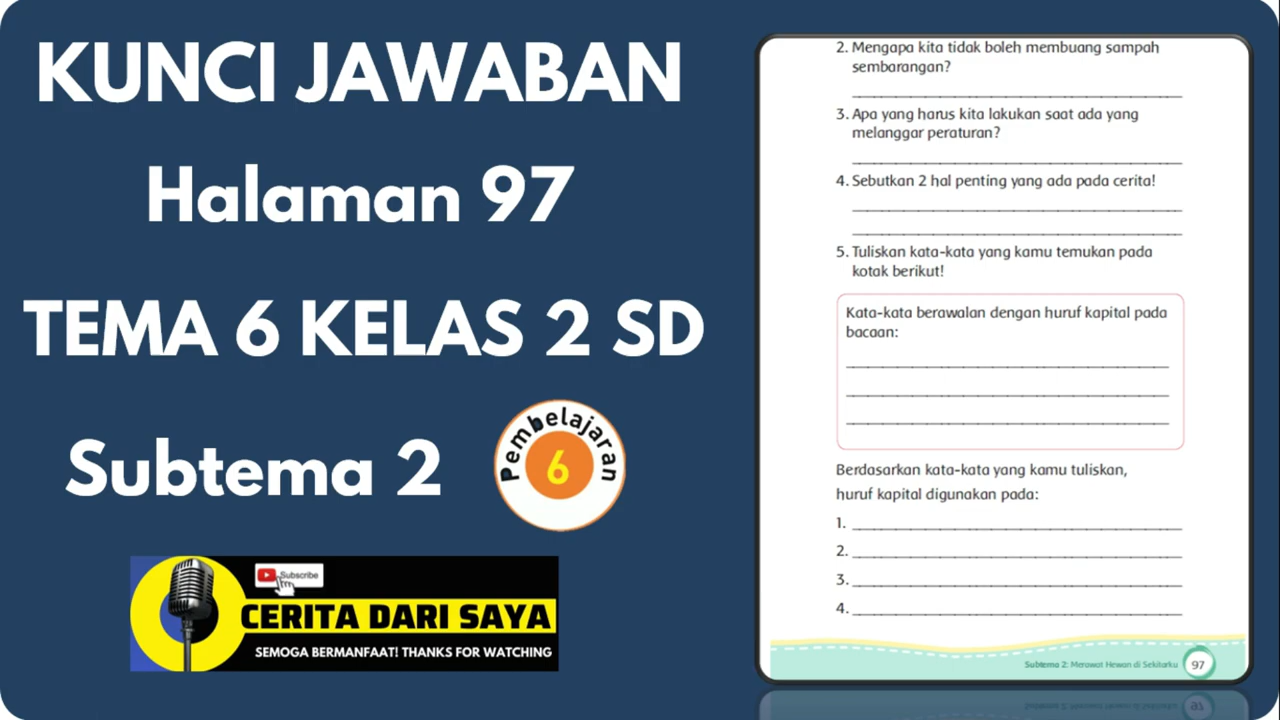 KUNCI JAWABAN
Halaman 97
TEMA 6 KELAS 2 SD
Subtema 2
Pembelajaran
6
Subscribe
CERITA DARI SAYA
SEMOGA BERMANFAAT! THANKS FOR WATCHING
2. Mengapa kita tidak boleh membuang sampah
sembarangan?
3. Apa yang harus kita lakukan saat ada yang
melanggar peraturan?
4. Sebutkan 2 hal penting yang ada pada cerita!
5. Tuliskan kata-kata yang kamu temukan pada
kotak berikut!
Kata-kata berawalan dengan huruf kapital pada
bacaan:
Berdasarkan kata-kata yang kamu tuliskan,
huruf kapital digunakan pada:
1.
2.
3.
4.
Subtema 2: Merawat Hewan di Sekitarku
97